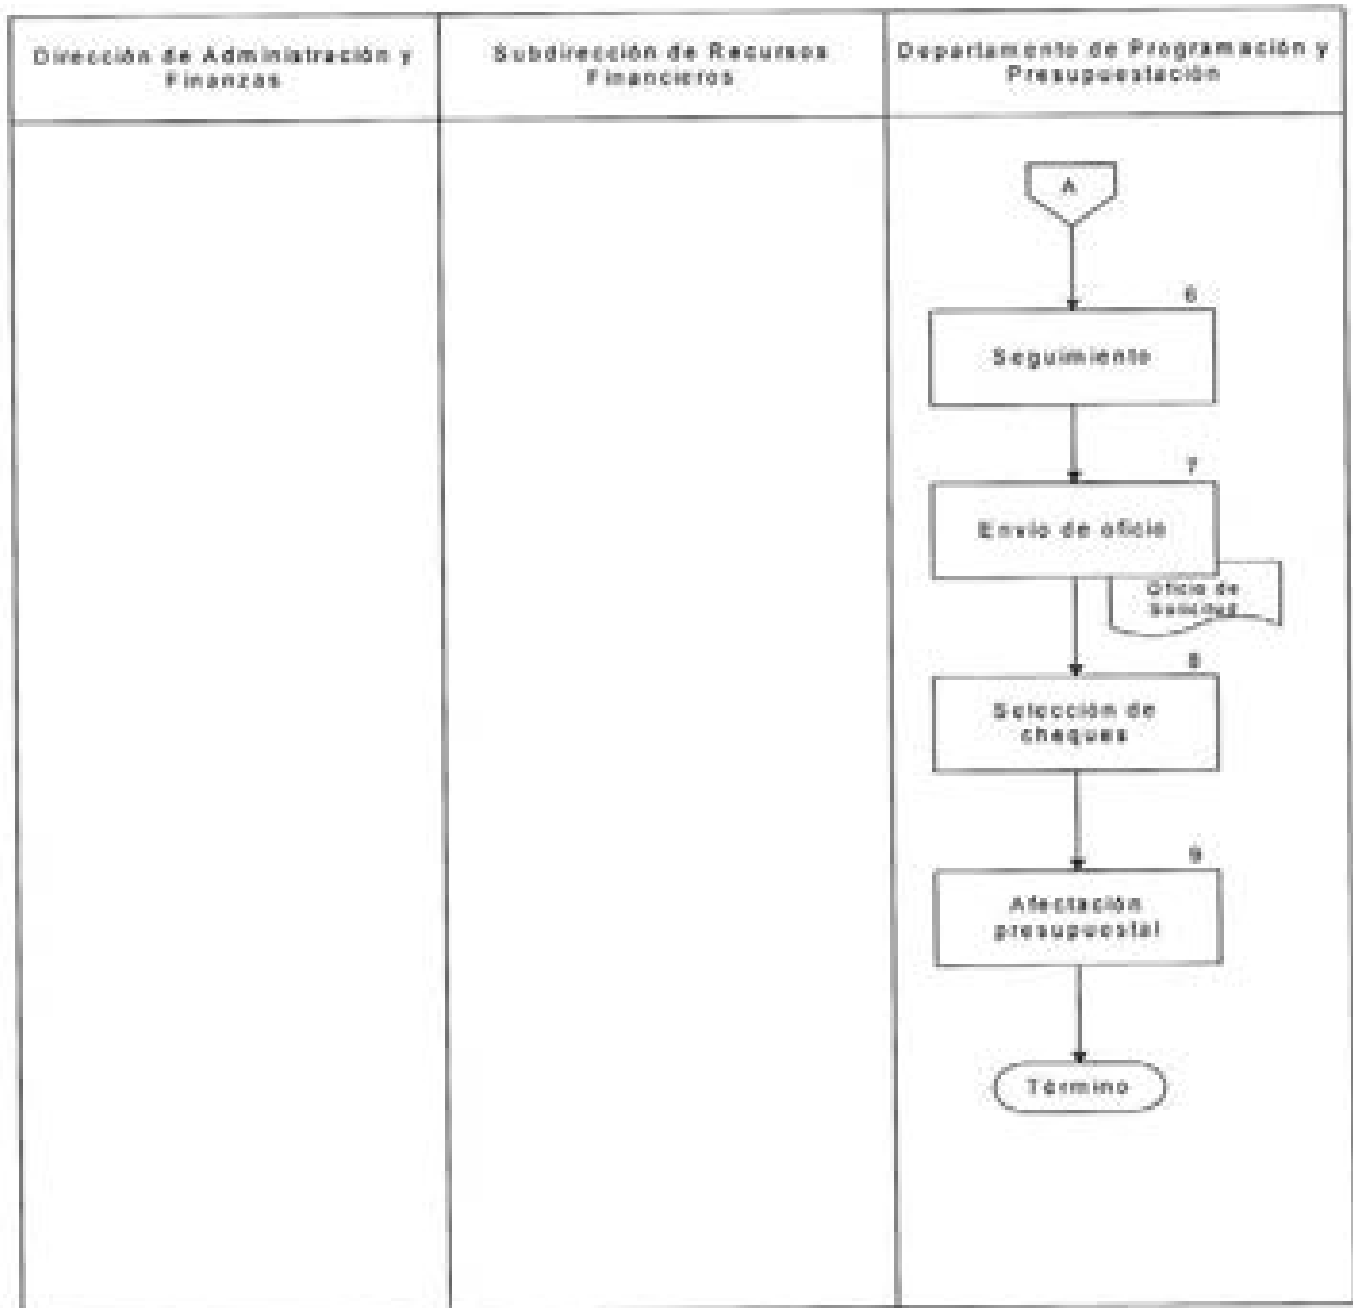 Dirección de Administración y
Finanzas
Subdirección de Recursos
Financieros
Departamento de Programación y
Presupuestación
A
6
Seguimiento
7
Envío de oficio
Oficio de
Solicitud
8
Selección de
cheques
9
Afectación
presupuestal
Término